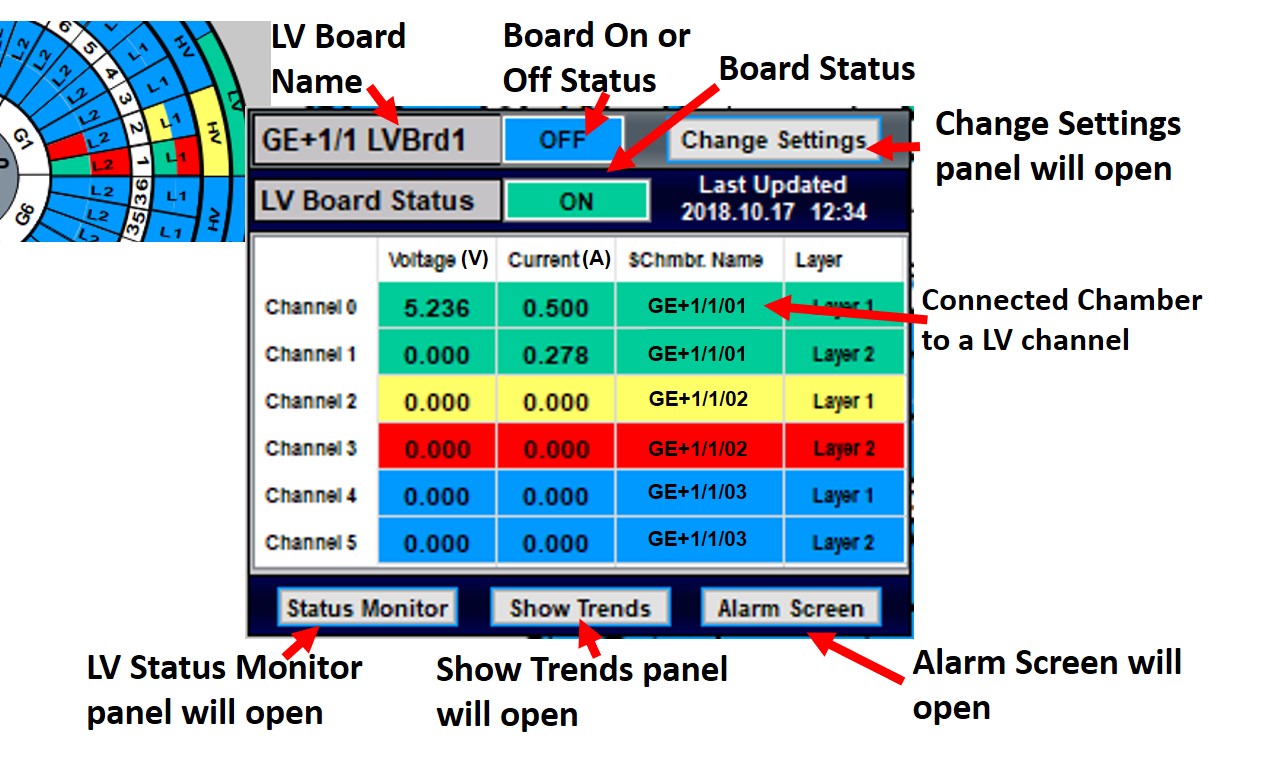 LV Board
Name
Board On or
Off Status
Board Status
Change Settings
panel will open
GE+1/1 LVBrd1 OFF Change Settings
LV Board Status ON Last Updated
2018.10.17 12:34
Voltage (V) Current (A) $Chmbr. Name Layer
Channel 0 5.236 0.500 GE+1/1/01 Layer 1
Channel 1 0.000 0.278 GE+1/1/01 Layer 2
Channel 2 0.000 0.000 GE+1/1/02 Layer 1
Channel 3 0.000 0.000 GE+1/1/02 Layer 2
Channel 4 0.000 0.000 GE+1/1/03 Layer 1
Channel 5 0.000 0.000 GE+1/1/03 Layer 2
Connected Chamber
to a LV channel
Status Monitor Show Trends Alarm Screen
LV Status Monitor
panel will open
Show Trends panel
will open
Alarm Screen will
open
6
5
4
3
2
1
36
35
L2
L2
L2
L2
L2
L2
L2
L2
L2
L2
L1
L1
L1
L1
L1
L1
L1
HV
HV
HV
LV
G1
G6